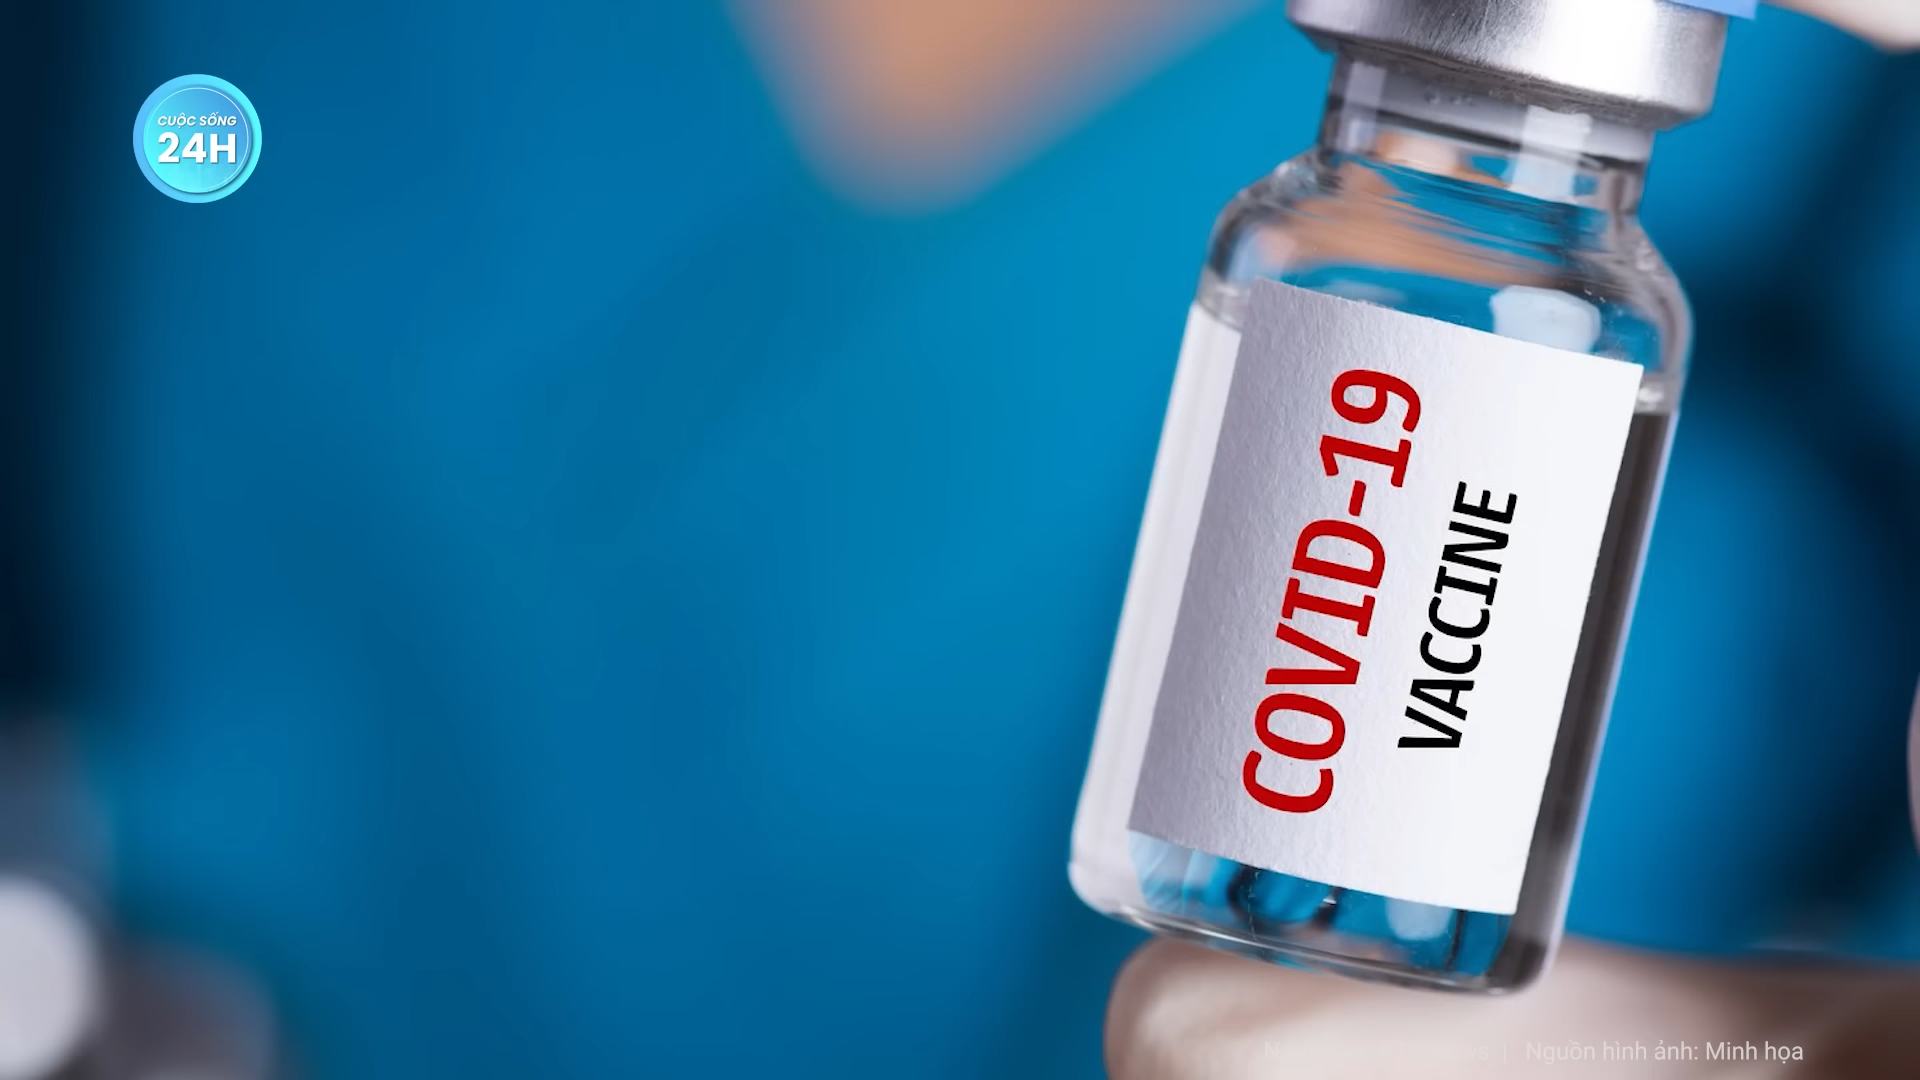 CUỘC SỐNG
24H
COVID-19
VACCINE
Nguồn hình ảnh: Minh họa